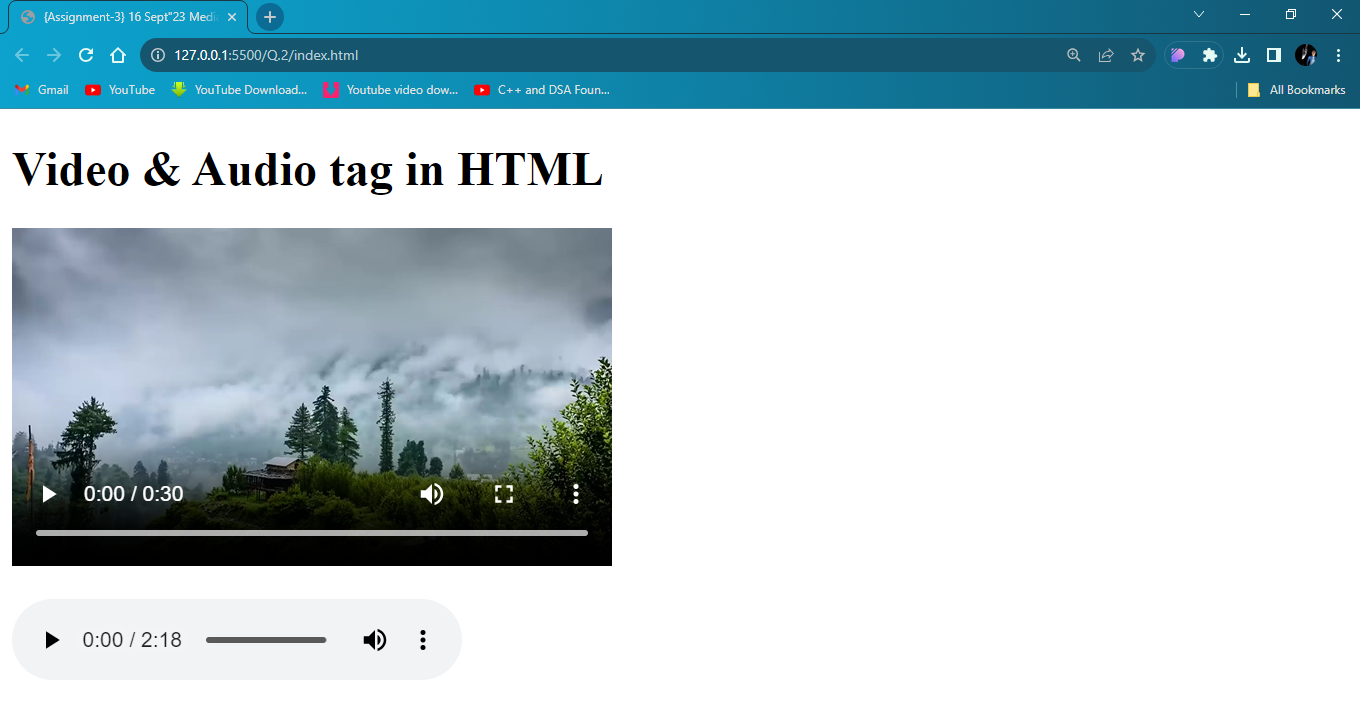 {Assignment-3} 16 Sept"23 Medi
127.0.0.1:5500/Q.2/index.html
Gmail YouTube YouTube Download... Youtube video dow... C++ and DSA Foun... All Bookmarks
Video & Audio tag in HTML
0:00 / 0:30
0:00 / 2:18